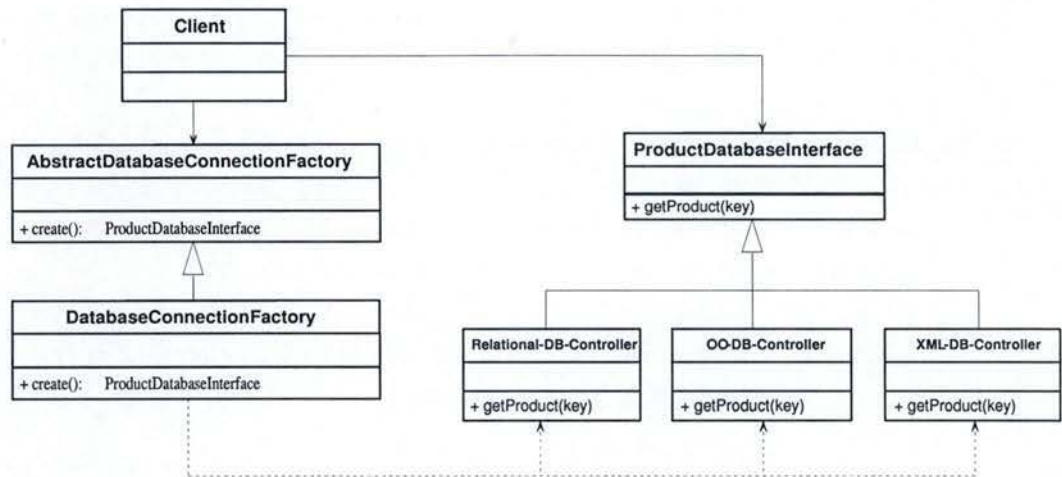 Client
AbstractDatabaseConnectionFactory
+ create(): ProductDatabaseInterface
DatabaseConnectionFactory
+ create(): ProductDatabaseInterface
ProductDatabaseInterface
+ getProduct(key)
Relational-DB-Controller
+ getProduct(key)
OO-DB-Controller
+ getProduct(key)
XML-DB-Controller
+ getProduct(key)